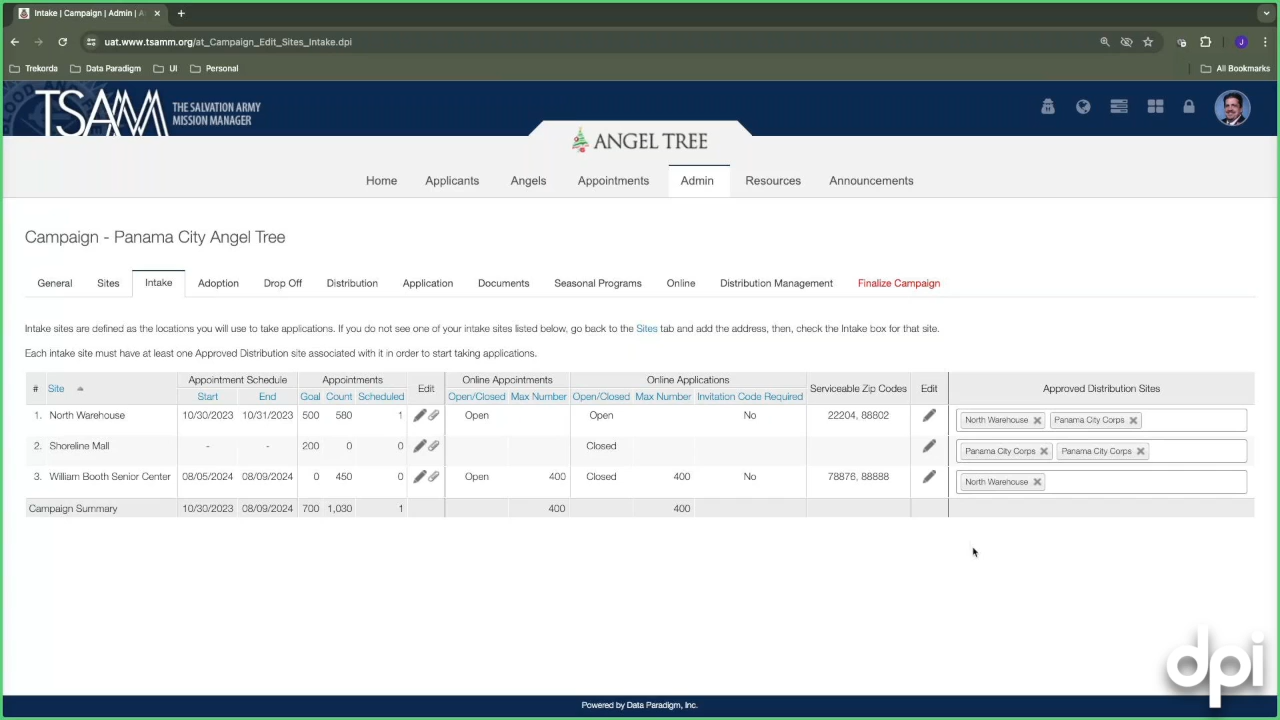 Intake | Campaign | Admin | A
uat.www.tsamm.org/at_Campaign_Edit_Sites_Intake.dpi
J
Trekorda Data Paradigm UI Personal All Bookmarks
TSAMM THE SALVATION ARMY
MISSION MANAGER
ANGEL TREE
Home Applicants Angels Appointments Admin Resources Announcements
Campaign - Panama City Angel Tree
General Sites Intake Adoption Drop Off Distribution Application Documents Seasonal Programs Online Distribution Management Finalize Campaign
Intake sites are defined as the locations you will use to take applications. If you do not see one of your intake sites listed below, go back to the Sites tab and add the address, then, check the Intake box for that site.
Each intake site must have at least one Approved Distribution site associated with it in order to start taking applications.
# Site Appointment Schedule Appointments Edit Online Appointments Online Applications Serviceable Zip Codes Edit Approved Distribution Sites
Start End Goal Count Scheduled Open/Closed Max Number Open/Closed Max Number Invitation Code Required
1. North Warehouse 10/30/2023 10/31/2023 500 580 1 Open Open No 22204, 88802 North Warehouse Panama City Corps
2. Shoreline Mall - - 200 0 0 Closed Panama City Corps Panama City Corps
3. William Booth Senior Center 08/05/2024 08/09/2024 0 450 0 Open 400 Closed 400 No 78876, 88888 North Warehouse
Campaign Summary 10/30/2023 08/09/2024 700 1,030 1 400 400
dpi
Powered by Data Paradigm, Inc.